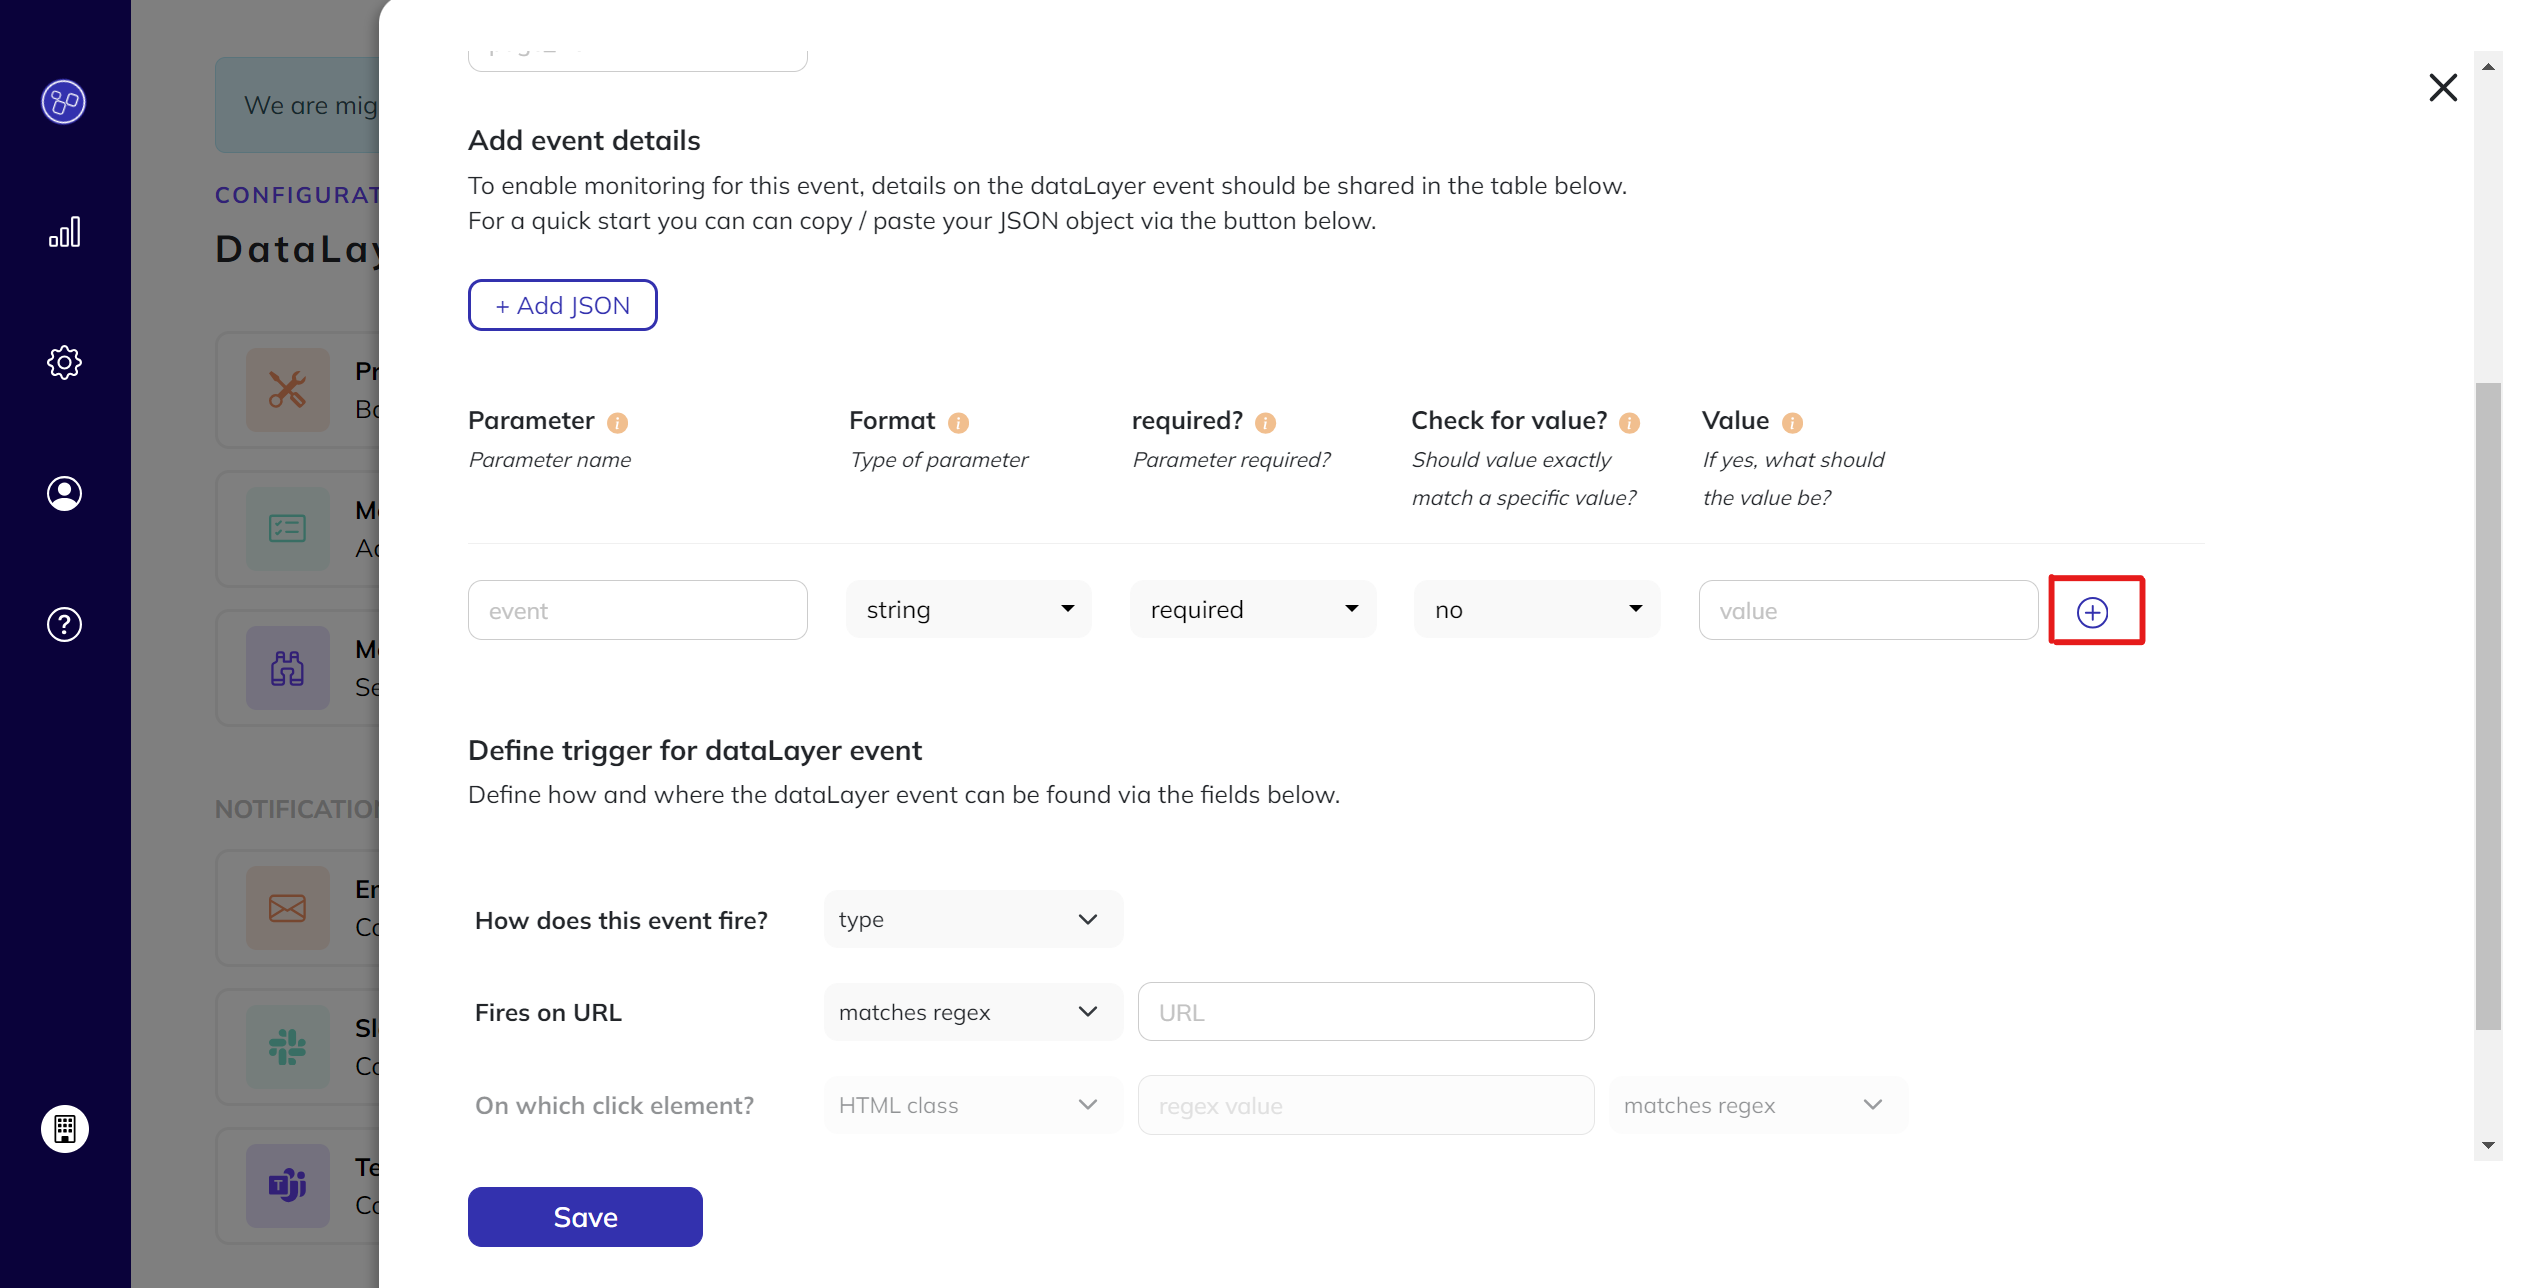 We are mig
CONFIGURAT
DataLay
Pr
Ba
Ma
Ac
Ma
Se
NOTIFICATION
Em
Co
Sl
Co
Te
Co
Add event details
To enable monitoring for this event, details on the dataLayer event should be shared in the table below.
For a quick start you can can copy / paste your JSON object via the button below.
+ Add JSON
Parameter
Parameter name
Format
Type of parameter
required?
Parameter required?
Check for value?
Should value exactly
match a specific value?
Value
If yes, what should
the value be?
event
string
required
no
value
Define trigger for dataLayer event
Define how and where the dataLayer event can be found via the fields below.
How does this event fire?
type
Fires on URL
matches regex
URL
On which click element?
HTML class
regex value
matches regex
Save